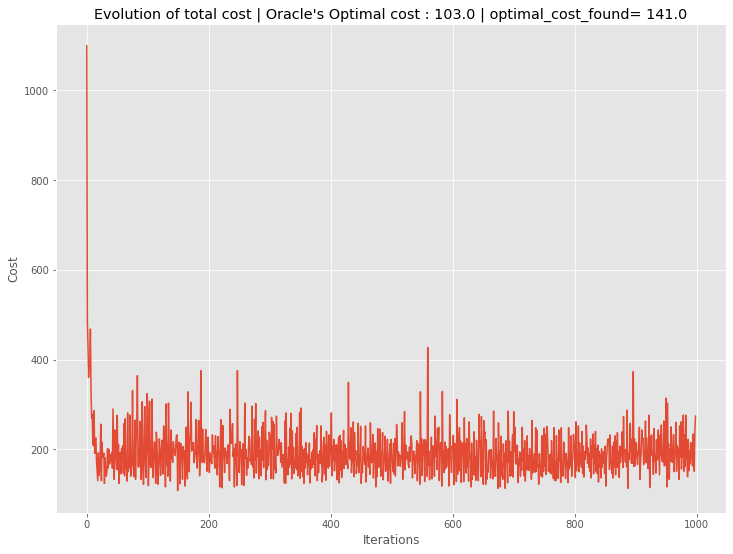 Evolution of total cost | Oracle's Optimal cost : 103.0 | optimal_cost_found= 141.0
1000
800
600
400
200
Cost
0 200 400 600 800 1000
Iterations